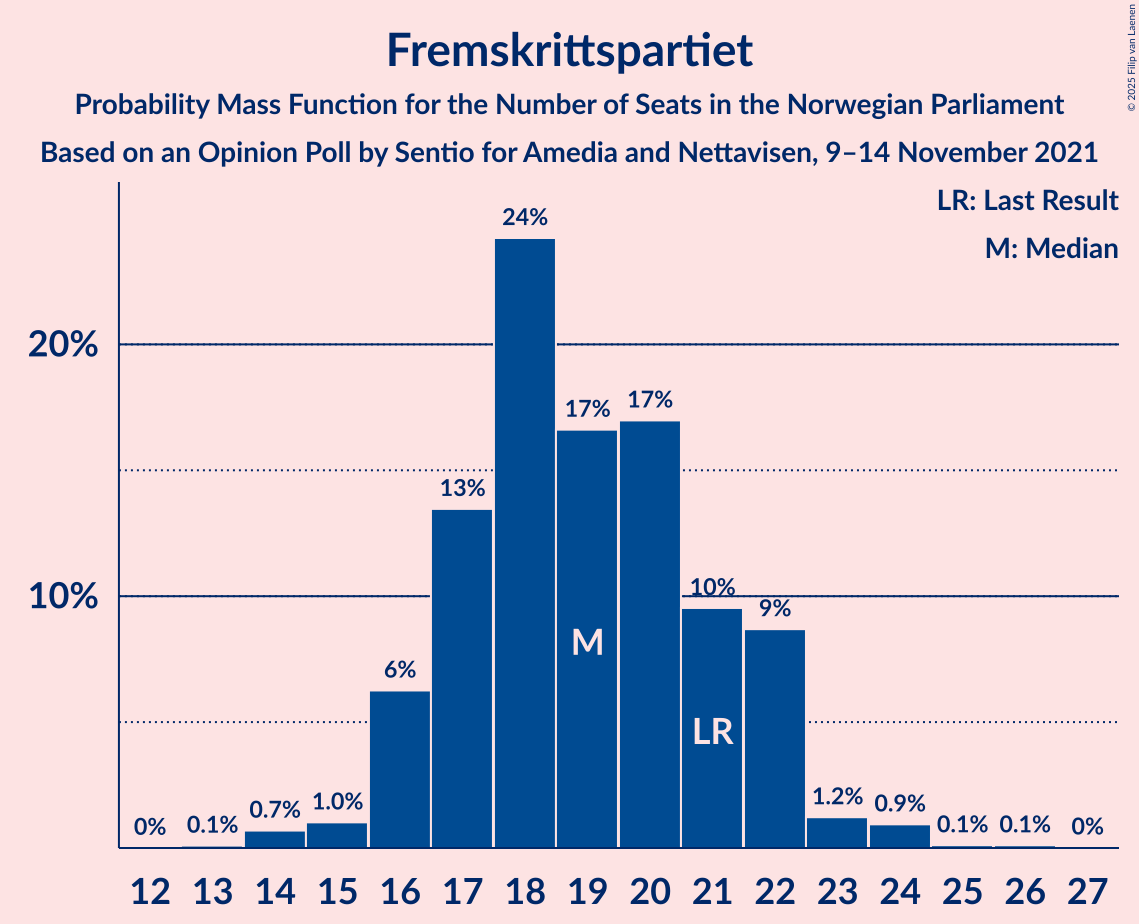 Fremskrittspartiet
Probability Mass Function for the Number of Seats in the Norwegian Parliament
Based on an Opinion Poll by Sentio for Amedia and Nettavisen, 9–14 November 2021
© 2025 Filip van Laenen
LR: Last Result
M: Median
24%
20%
17%
17%
13%
10%
10%
9%
M
6%
LR
1.2%
1.0%
0.9%
0.7%
0%
0.1%
0.1%
0.1%
0%
12 13 14 15 16 17 18 19 20 21 22 23 24 25 26 27